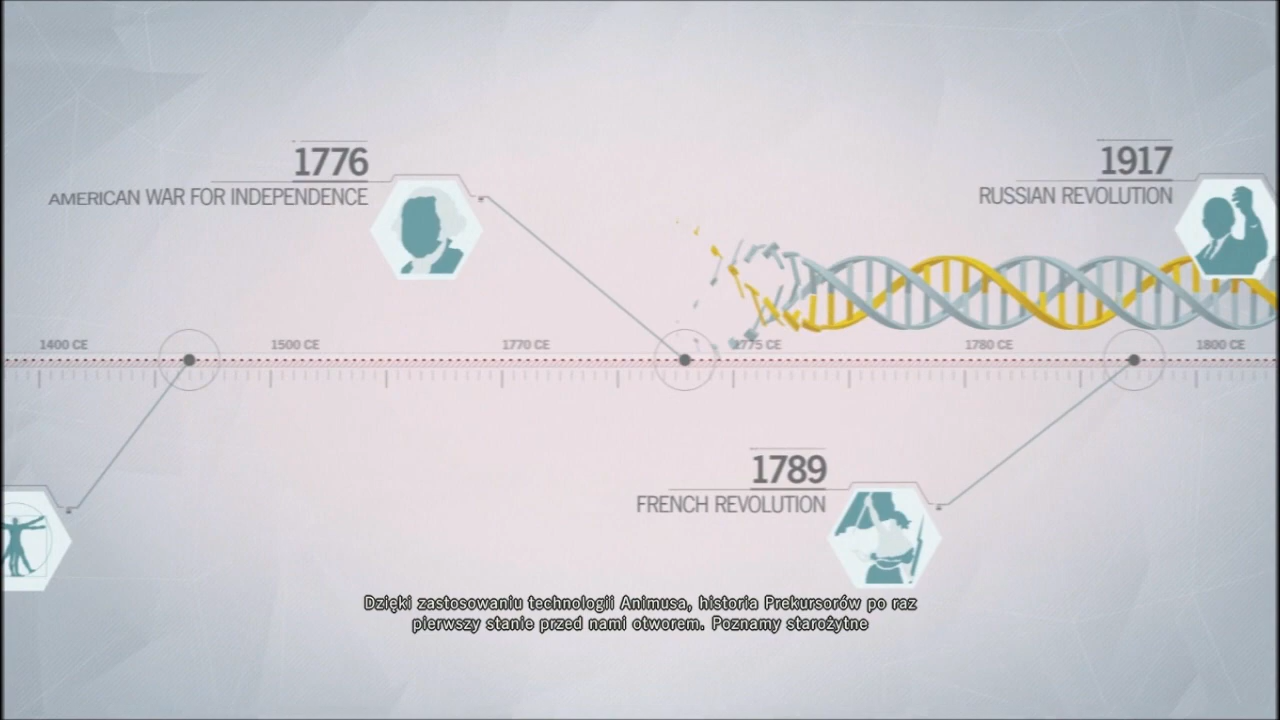 1776
AMERICAN WAR FOR INDEPENDENCE
1917
RUSSIAN REVOLUTION
1400 CE
1500 CE
1770 CE
1775 CE
1780 CE
1800 CE
1789
FRENCH REVOLUTION
Dzięki zastosowaniu technologii Animusa, historia Prekursorów po raz
pierwszy stanie przed nami otworem. Poznamy starożytne